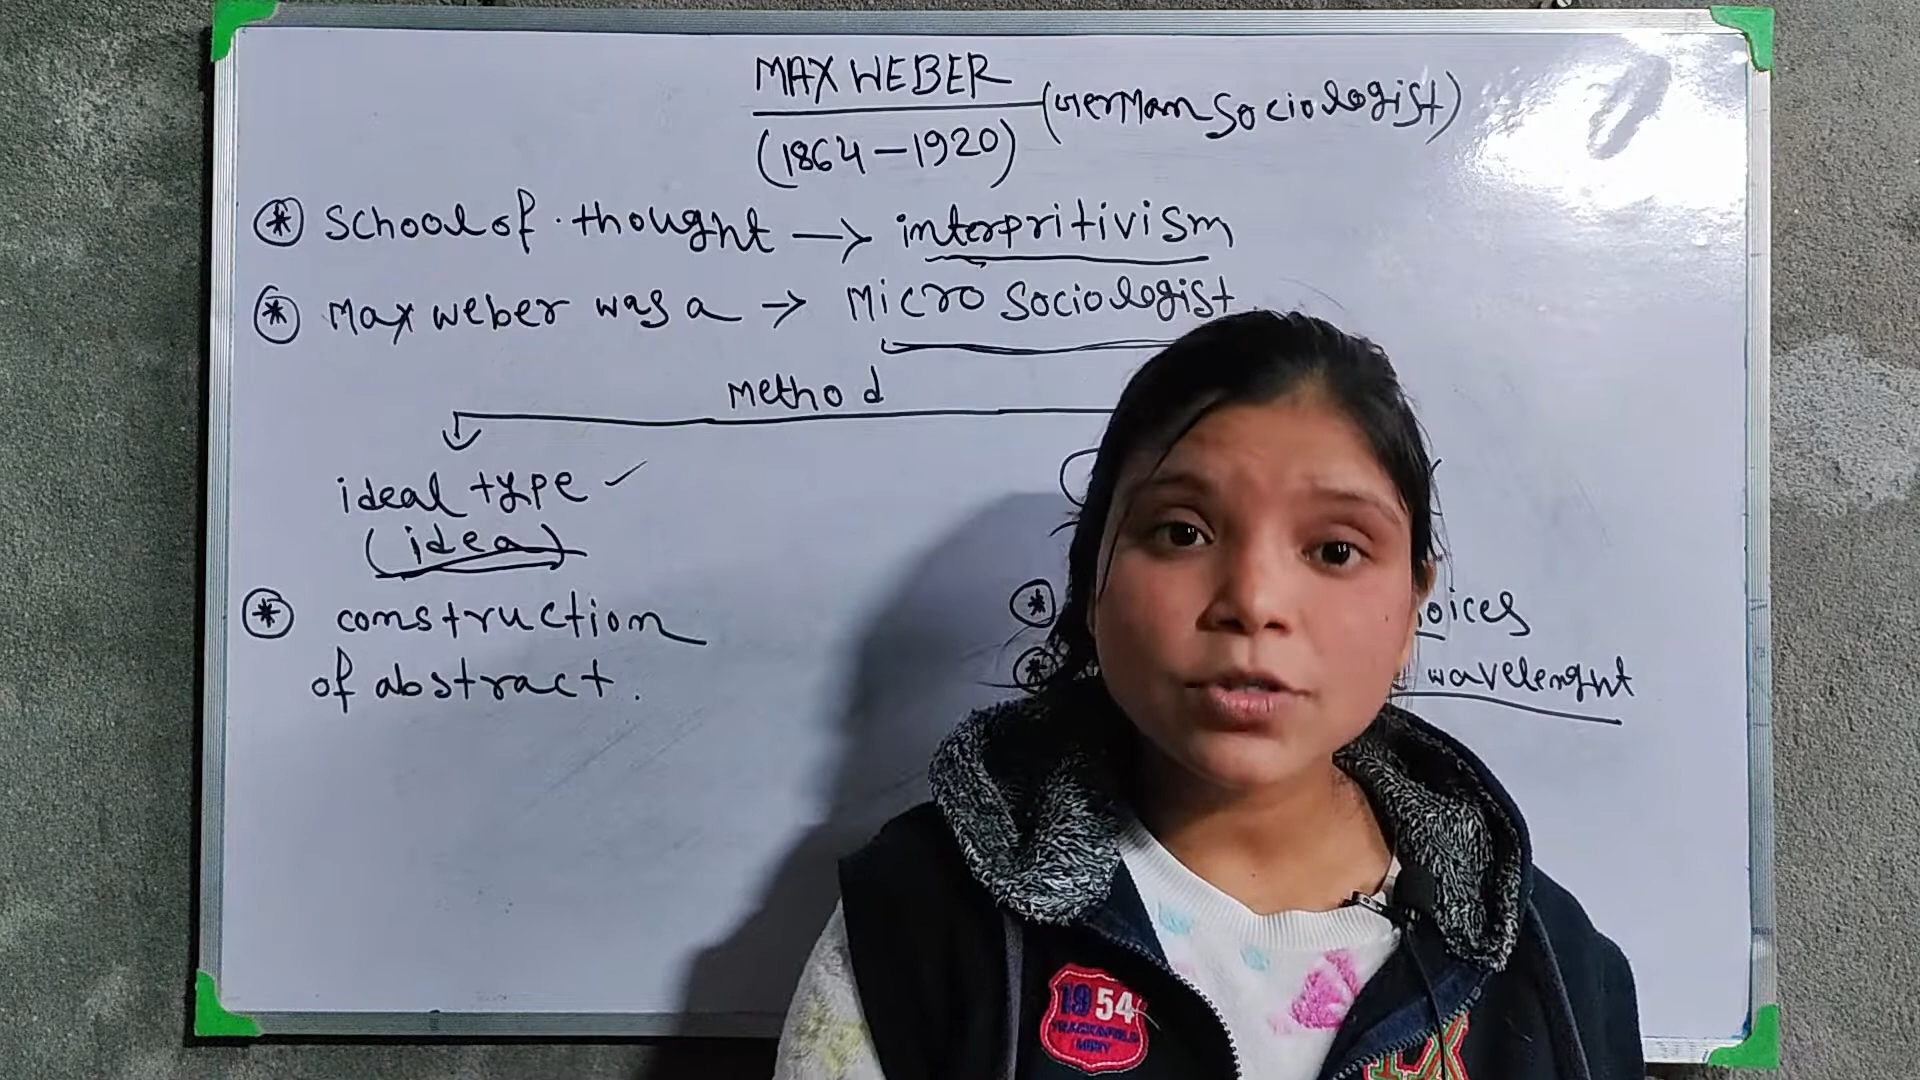 MAX WEBER
(German Sociologist)
(1864-1920)
* School of thought → interpritivism
* Max weber was a → Micro Sociologist
Method
ideal type ✓
(idea)
* construction
of abstract.
*
* wavelenght
1954